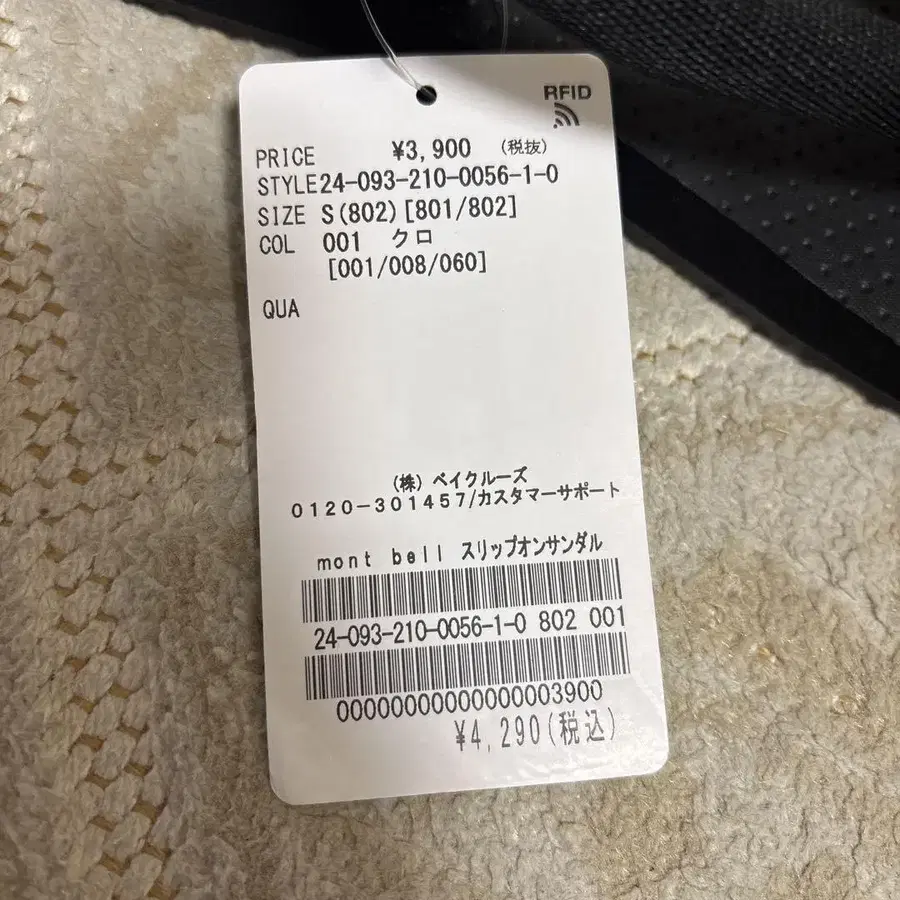 RFID
PRICE ¥3,900 (税抜)
STYLE24-093-210-0056-1-0
SIZE S(802)[801/802]
COL 001 クロ
[001/008/060]
QUA
(株) ベイクルーズ
0120-301457/カスタマーサポート
mont bell スリップオンサンダル
24-093-210-0056-1-0 802 001
00000000000000003900
¥4,290(税込)